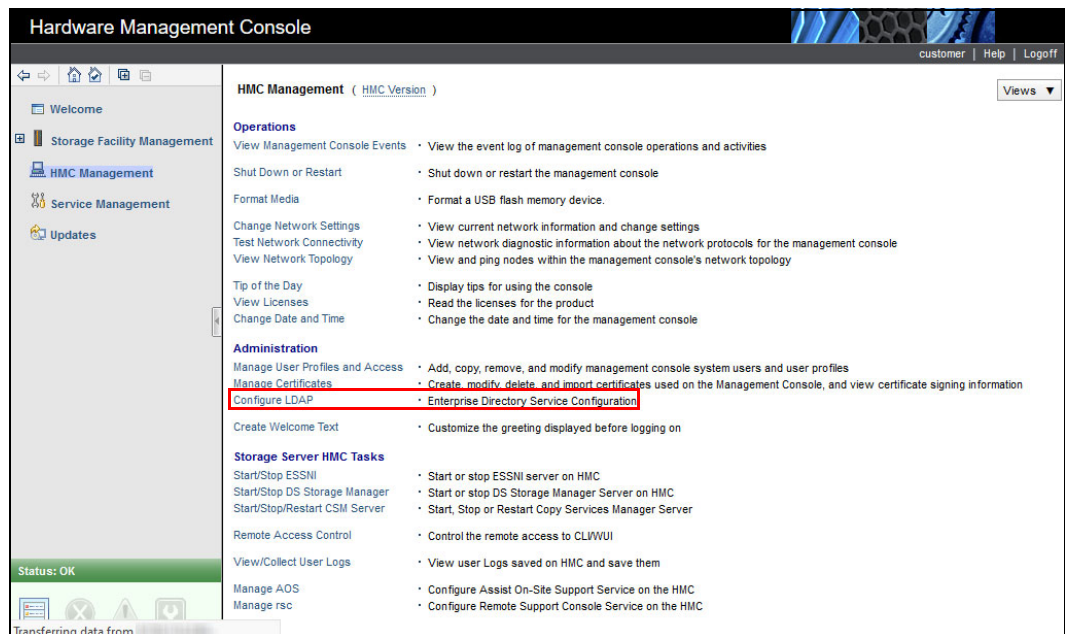 Hardware Management Console
customer | Help | Logoff
Welcome
Storage Facility Management
HMC Management
Service Management
Updates
Status: OK
Transferring data from
HMC Management ( HMC Version )
Views ▼
Operations
View Management Console Events · View the event log of management console operations and activities
Shut Down or Restart · Shut down or restart the management console
Format Media · Format a USB flash memory device.
Change Network Settings · View current network information and change settings
Test Network Connectivity · View network diagnostic information about the network protocols for the management console
View Network Topology · View and ping nodes within the management console's network topology
Tip of the Day · Display tips for using the console
View Licenses · Read the licenses for the product
Change Date and Time · Change the date and time for the management console
Administration
Manage User Profiles and Access · Add, copy, remove, and modify management console system users and user profiles
Manage Certificates · Create, modify, delete, and import certificates used on the Management Console, and view certificate signing information
Configure LDAP · Enterprise Directory Service Configuration
Create Welcome Text · Customize the greeting displayed before logging on
Storage Server HMC Tasks
Start/Stop ESSNI · Start or stop ESSNI server on HMC
Start/Stop DS Storage Manager · Start or stop DS Storage Manager Server on HMC
Start/Stop/Restart CSM Server · Start, Stop or Restart Copy Services Manager Server
Remote Access Control · Control the remote access to CLI/WUI
View/Collect User Logs · View user Logs saved on HMC and save them
Manage AOS · Configure Assist On-Site Support Service on the HMC
Manage rsc · Configure Remote Support Console Service on the HMC